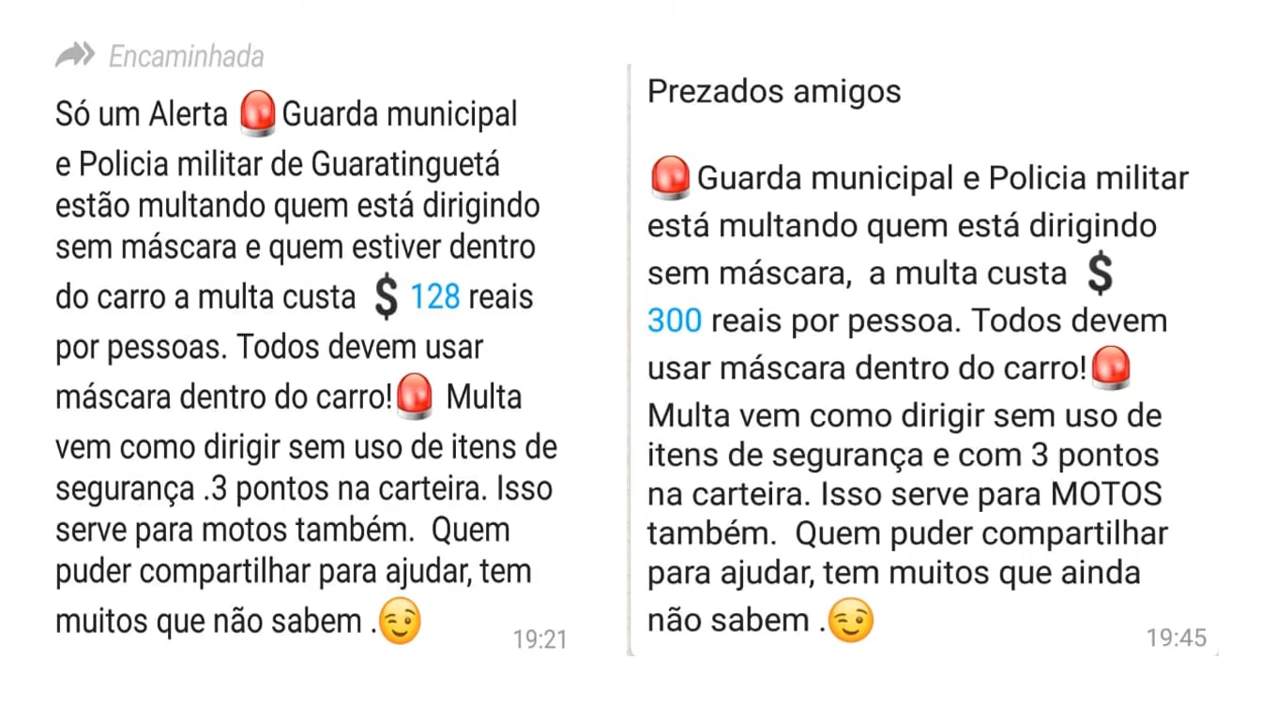 Encaminhada
Só um Alerta 🚨Guarda municipal
e Policia militar de Guaratinguetá
estão multando quem está dirigindo
sem máscara e quem estiver dentro
do carro a multa custa 💲128 reais
por pessoas. Todos devem usar
máscara dentro do carro!🚨 Multa
vem como dirigir sem uso de itens de
segurança .3 pontos na carteira. Isso
serve para motos também.  Quem
puder compartilhar para ajudar, tem
muitos que não sabem .😉
19:21
Prezados amigos
🚨Guarda municipal e Policia militar
está multando quem está dirigindo
sem máscara,  a multa custa 💲
300 reais por pessoa. Todos devem
usar máscara dentro do carro!🚨
Multa vem como dirigir sem uso de
itens de segurança e com 3 pontos
na carteira. Isso serve para MOTOS
também.  Quem puder compartilhar
para ajudar, tem muitos que ainda
não sabem .😉
19:45